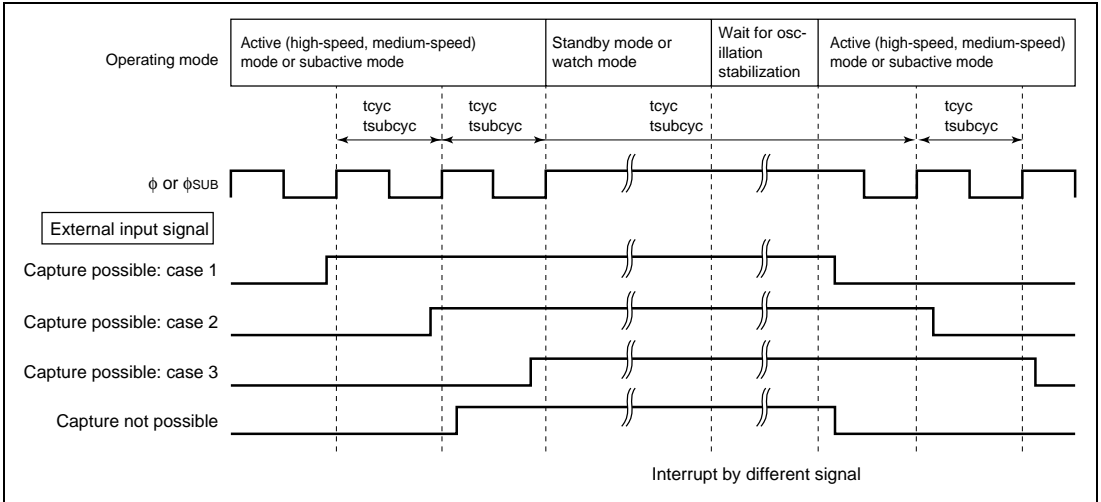 Operating mode
Active (high-speed, medium-speed)
mode or subactive mode
Standby mode or
watch mode
Wait for osc-
illation
stabilization
Active (high-speed, medium-speed)
mode or subactive mode
tcyc
tsubcyc
tcyc
tsubcyc
tcyc
tsubcyc
tcyc
tsubcyc
φ or φSUB
External input signal
Capture possible: case 1
Capture possible: case 2
Capture possible: case 3
Capture not possible
Interrupt by different signal